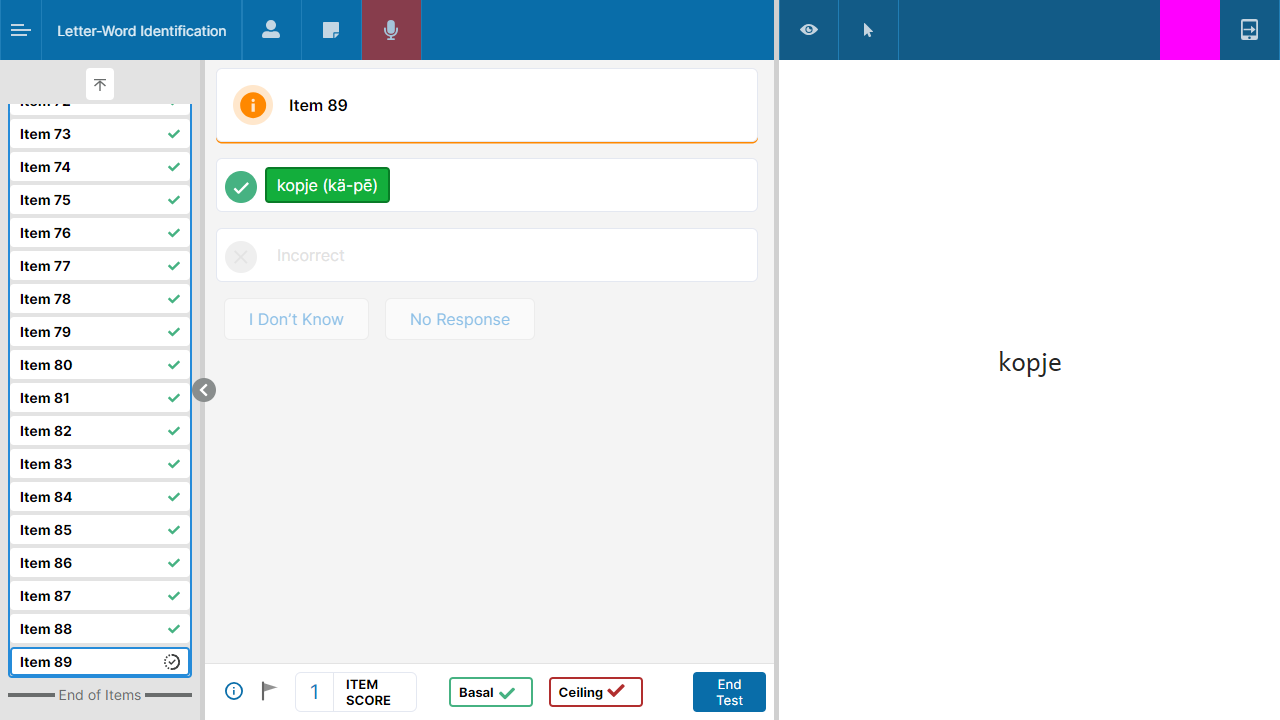 Letter-Word Identification
Item 73
Item 74
Item 75
Item 76
Item 77
Item 78
Item 79
Item 80
Item 81
Item 82
Item 83
Item 84
Item 85
Item 86
Item 87
Item 88
Item 89
End of Items
Item 89
kopje (kä-pē)
Incorrect
I Don't Know
No Response
1
ITEM
SCORE
Basal
Ceiling
End
Test
kopje